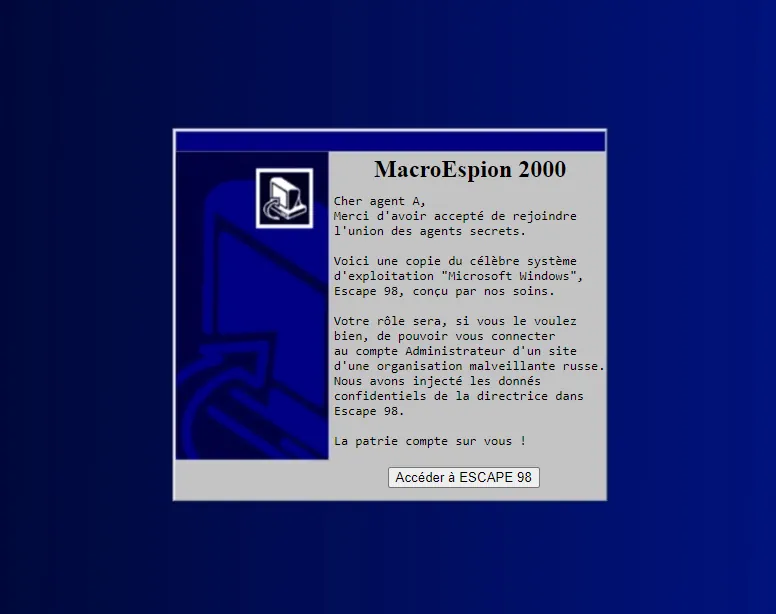 MacroEspion 2000
Cher agent A,
Merci d'avoir accepté de rejoindre
l'union des agents secrets.
Voici une copie du célèbre système
d'exploitation "Microsoft Windows",
Escape 98, conçu par nos soins.
Votre rôle sera, si vous le voulez
bien, de pouvoir vous connecter
au compte Administrateur d'un site
d'une organisation malveillante russe.
Nous avons injecté les donnés
confidentiels de la directrice dans
Escape 98.
La patrie compte sur vous !
Accéder à ESCAPE 98